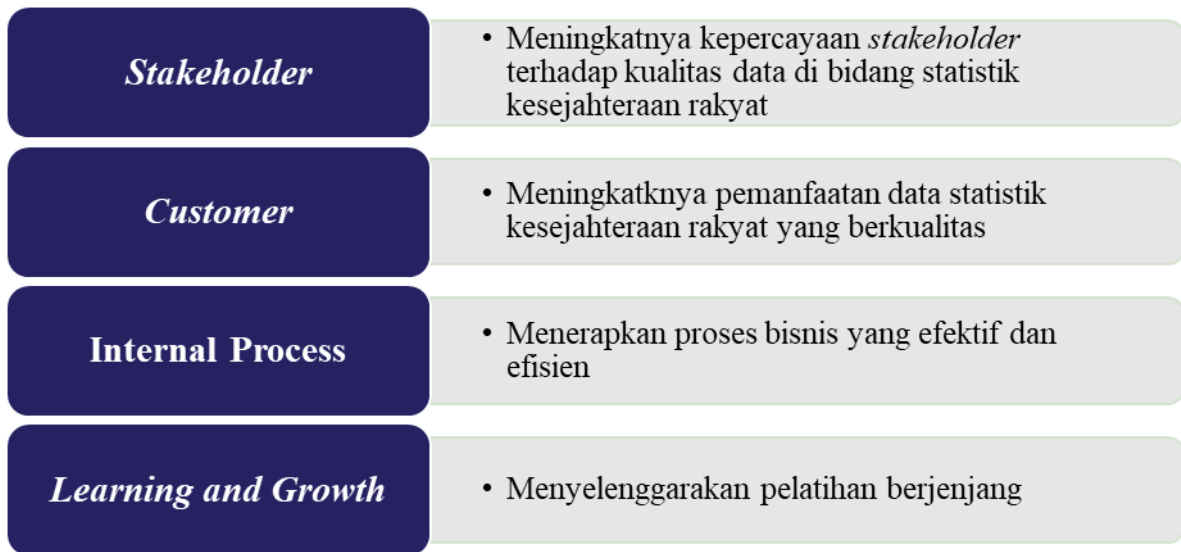 Stakeholder
• Meningkatnya kepercayaan stakeholder
terhadap kualitas data di bidang statistik
kesejahteraan rakyat
Customer
• Meningkatknya pemanfaatan data statistik
kesejahteraan rakyat yang berkualitas
Internal Process
• Menerapkan proses bisnis yang efektif dan
efisien
Learning and Growth
• Menyelenggarakan pelatihan berjenjang